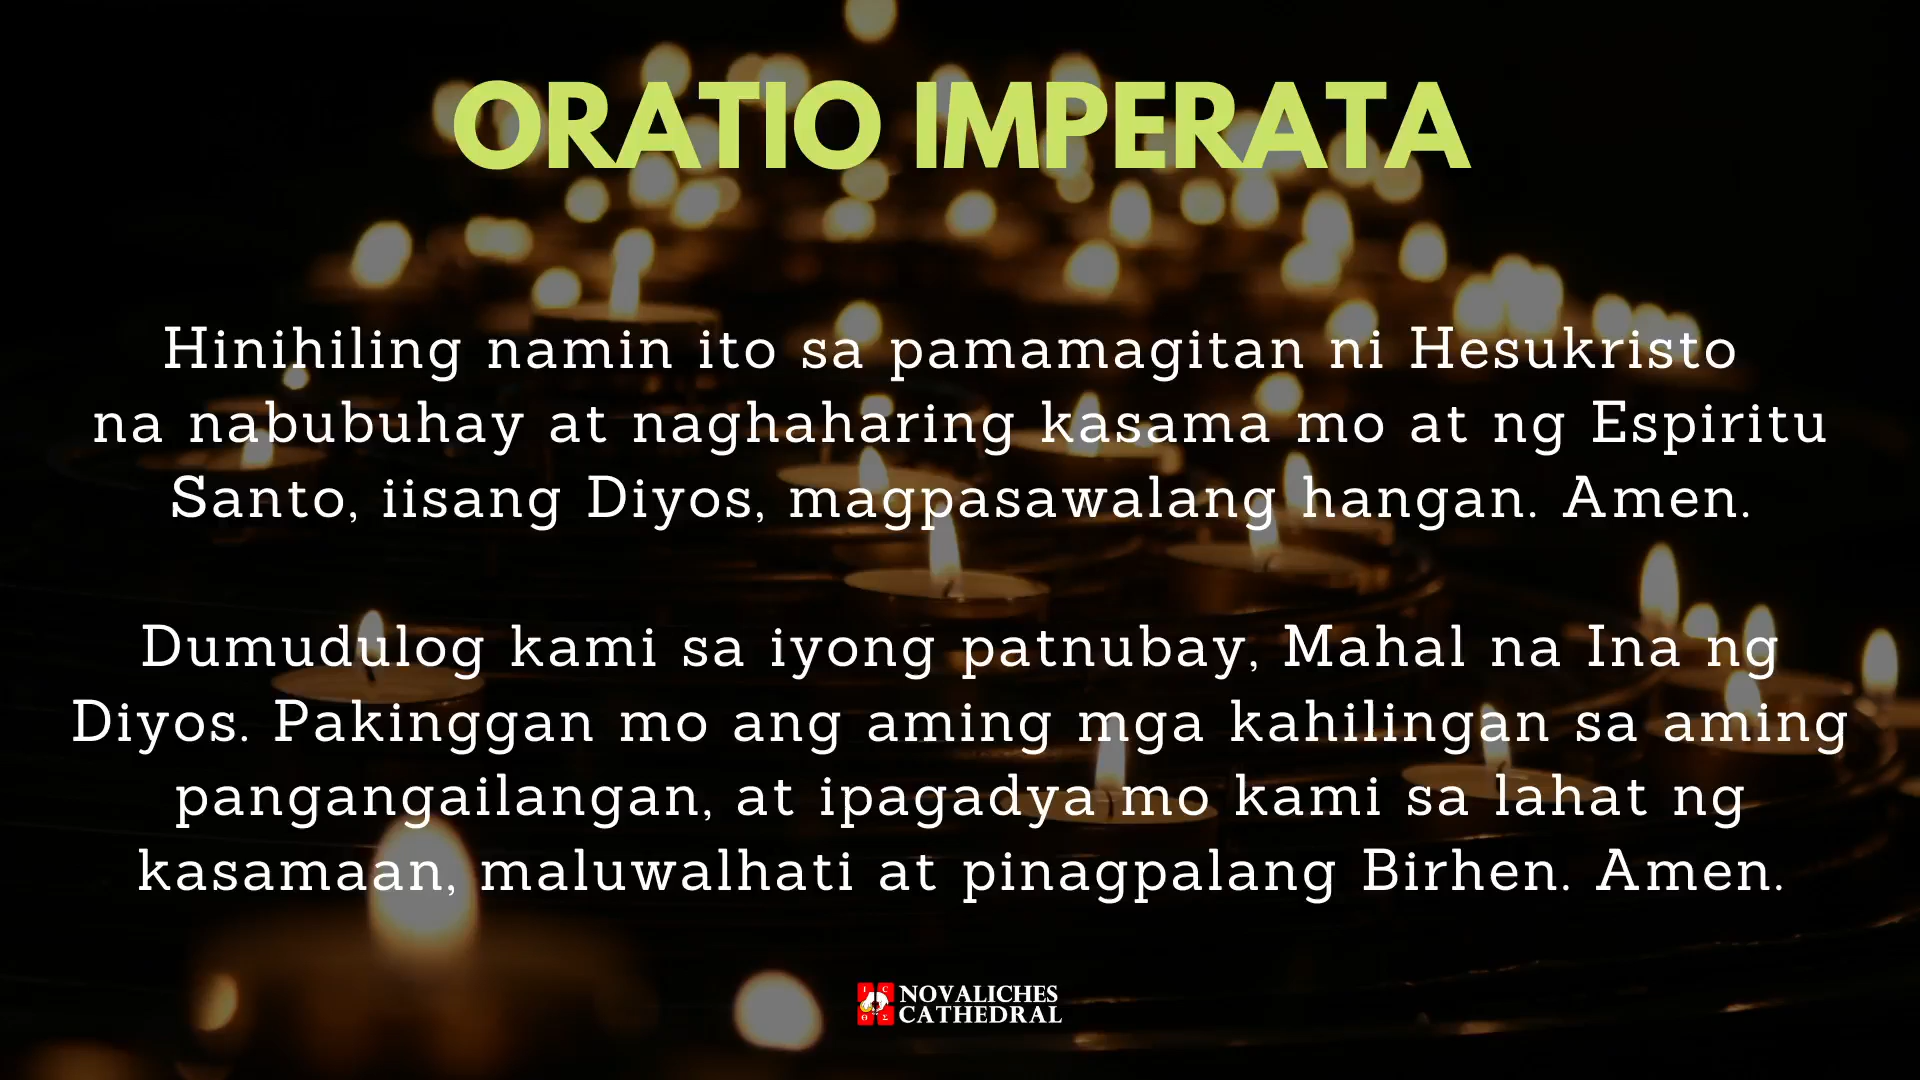 ORATIO IMPERATA
Hinihiling namin ito sa pamamagitan ni Hesukristo
na nabubuhay at naghaharing kasama mo at ng Espiritu
Santo, iisang Diyos, magpasawalang hangan. Amen.
Dumudulog kami sa iyong patnubay, Mahal na Ina ng
Diyos. Pakinggan mo ang aming mga kahilingan sa aming
pangangailangan, at ipagadya mo kami sa lahat ng
kasamaan, maluwalhati at pinagpalang Birhen. Amen.
I C
Θ Σ
NOVALICHES
CATHEDRAL